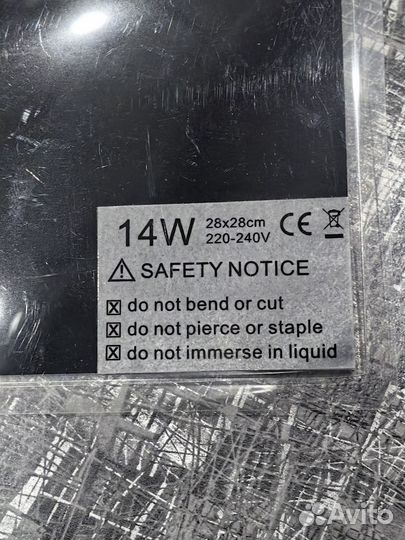 14W 28x28cm CE
220-240V
⚠ SAFETY NOTICE
☒ do not bend or cut
☒ do not pierce or staple
☒ do not immerse in liquid
Avito